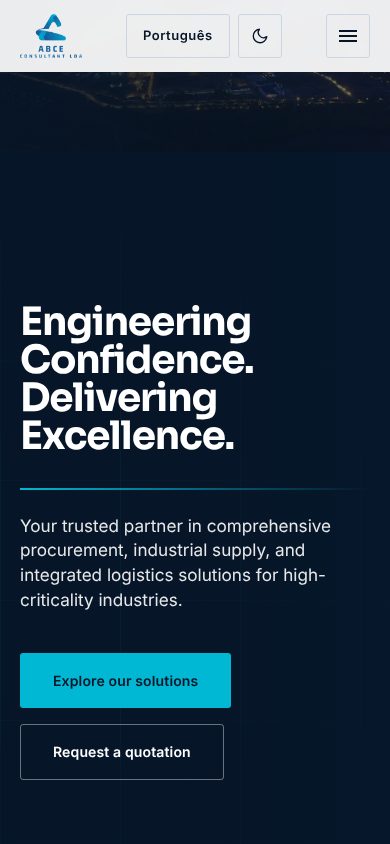 ABCE
CONSULTANT LDA
Português
Engineering
Confidence.
Delivering
Excellence.
Your trusted partner in comprehensive
procurement, industrial supply, and
integrated logistics solutions for high-
criticality industries.
Explore our solutions
Request a quotation